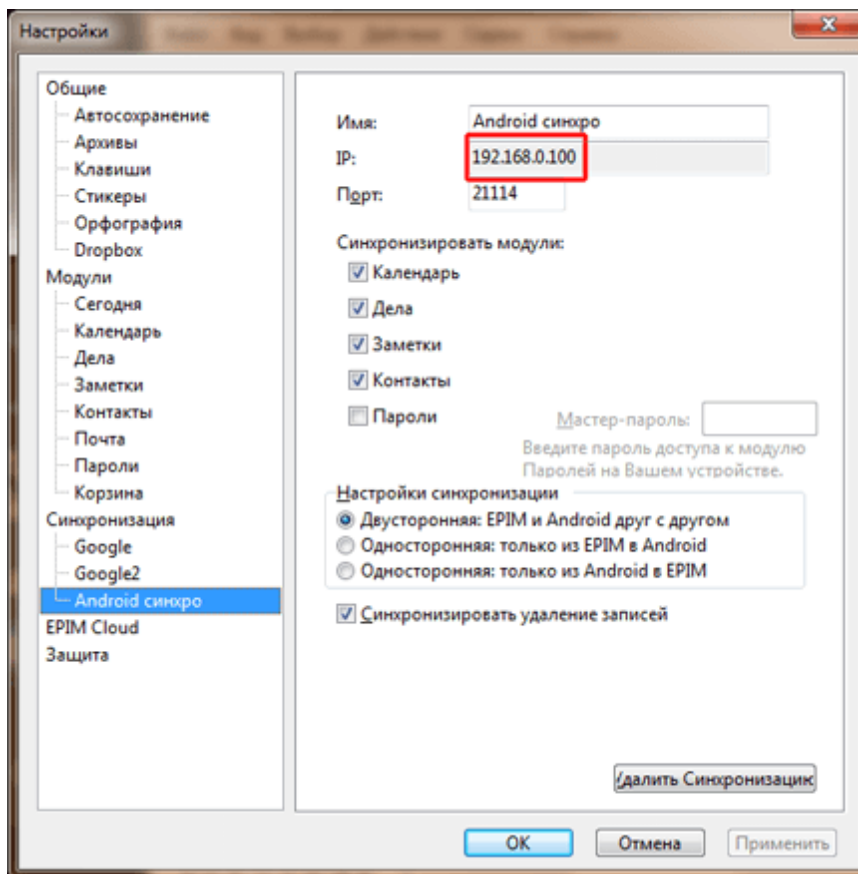 Настройки
Общие
Автосохранение
Архивы
Клавиши
Стикеры
Орфография
Dropbox
Модули
Сегодня
Календарь
Дела
Заметки
Контакты
Почта
Пароли
Корзина
Синхронизация
Google
Google2
Android синхро
EPIM Cloud
Защита
Имя: Android синхро
IP: 192.168.0.100
Порт: 21114
Синхронизировать модули:
Календарь
Дела
Заметки
Контакты
Пароли Мастер-пароль:
Введите пароль доступа к модулю
Паролей на Вашем устройстве.
Настройки синхронизации
Двусторонняя: EPIM и Android друг с другом
Односторонняя: только из EPIM в Android
Односторонняя: только из Android в EPIM
Синхронизировать удаление записей
далить Синхронизацию
OK Отмена Применить